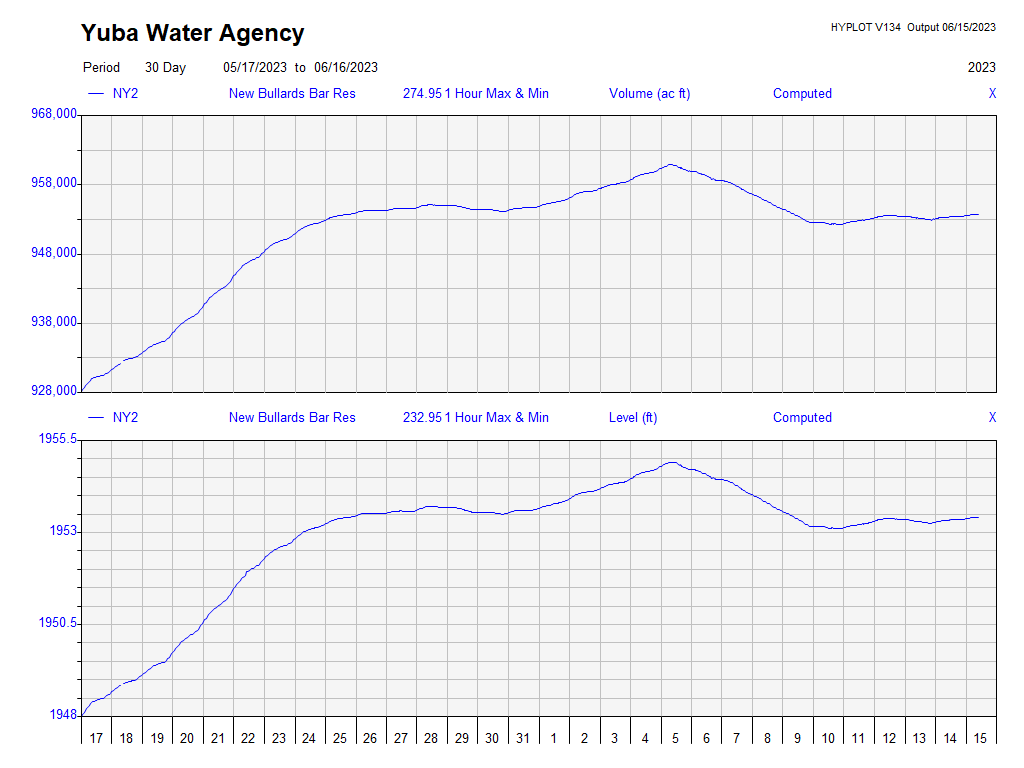 Yuba Water Agency
HYPLOT V134 Output 06/15/2023
Period 30 Day 05/17/2023 to 06/16/2023 2023
NY2 New Bullards Bar Res 274.95 1 Hour Max & Min Volume (ac ft) Computed X
968,000
958,000
948,000
938,000
928,000
NY2 New Bullards Bar Res 232.95 1 Hour Max & Min Level (ft) Computed X
1955.5
1953
1950.5
1948
17 18 19 20 21 22 23 24 25 26 27 28 29 30 31 1 2 3 4 5 6 7 8 9 10 11 12 13 14 15